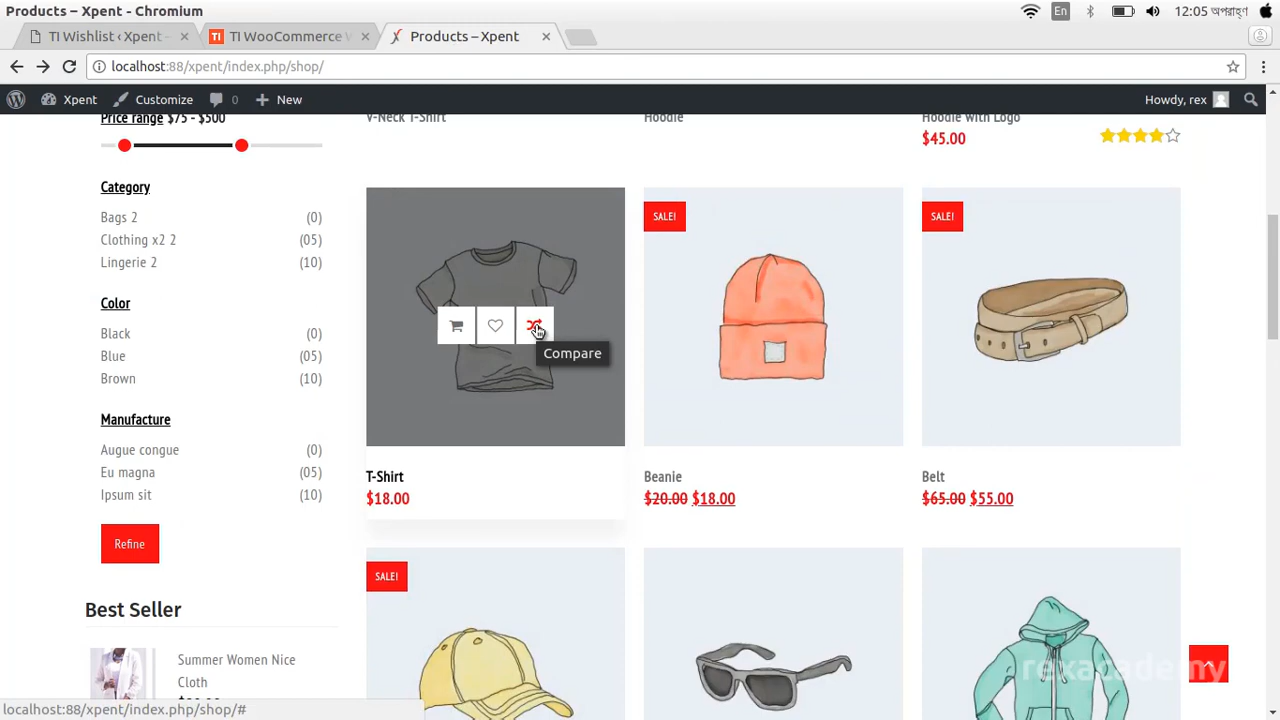 Products – Xpent - Chromium
En
12:05 অপরাহ্ণ
TI Wishlist ‹ Xpent –
TI WooCommerce W
Products – Xpent
localhost:88/xpent/index.php/shop/
Xpent
Customize
0
New
Howdy, rex
Price range $75 - $500
V-Neck T-Shirt
Hoodie
Hoodie with Logo
$45.00
Category
Bags 2 (0)
Clothing x2 2 (05)
Lingerie 2 (10)
Color
Black (0)
Blue (05)
Brown (10)
Manufacture
Augue congue (0)
Eu magna (05)
Ipsum sit (10)
Refine
Best Seller
Summer Women Nice
Cloth
Compare
T-Shirt
$18.00
SALE!
Beanie
$20.00 $18.00
SALE!
Belt
$65.00 $55.00
SALE!
rexacademy
localhost:88/xpent/index.php/shop/#